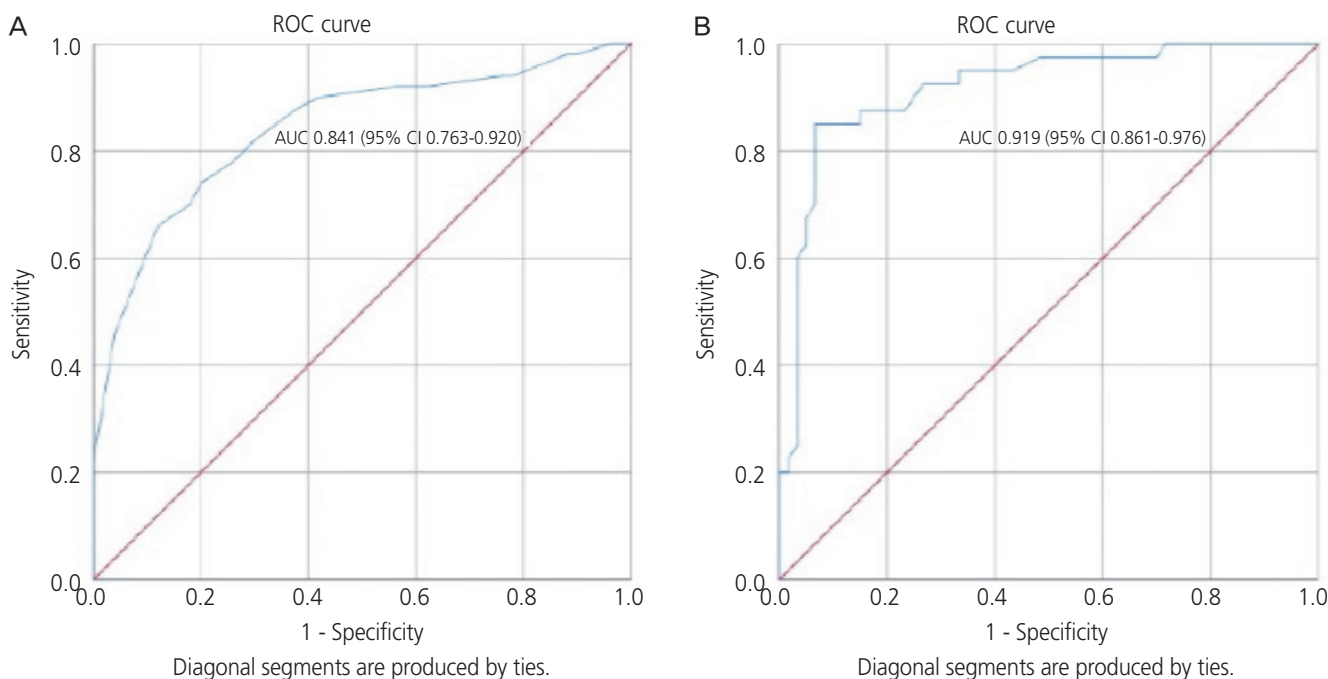 A
ROC curve
1.0
0.8
0.6
0.4
0.2
0.0
Sensitivity
AUC 0.841 (95% CI 0.763-0.920)
0.0 0.2 0.4 0.6 0.8 1.0
1 - Specificity
Diagonal segments are produced by ties.
B
ROC curve
1.0
0.8
0.6
0.4
0.2
0.0
Sensitivity
AUC 0.919 (95% CI 0.861-0.976)
0.0 0.2 0.4 0.6 0.8 1.0
1 - Specificity
Diagonal segments are produced by ties.